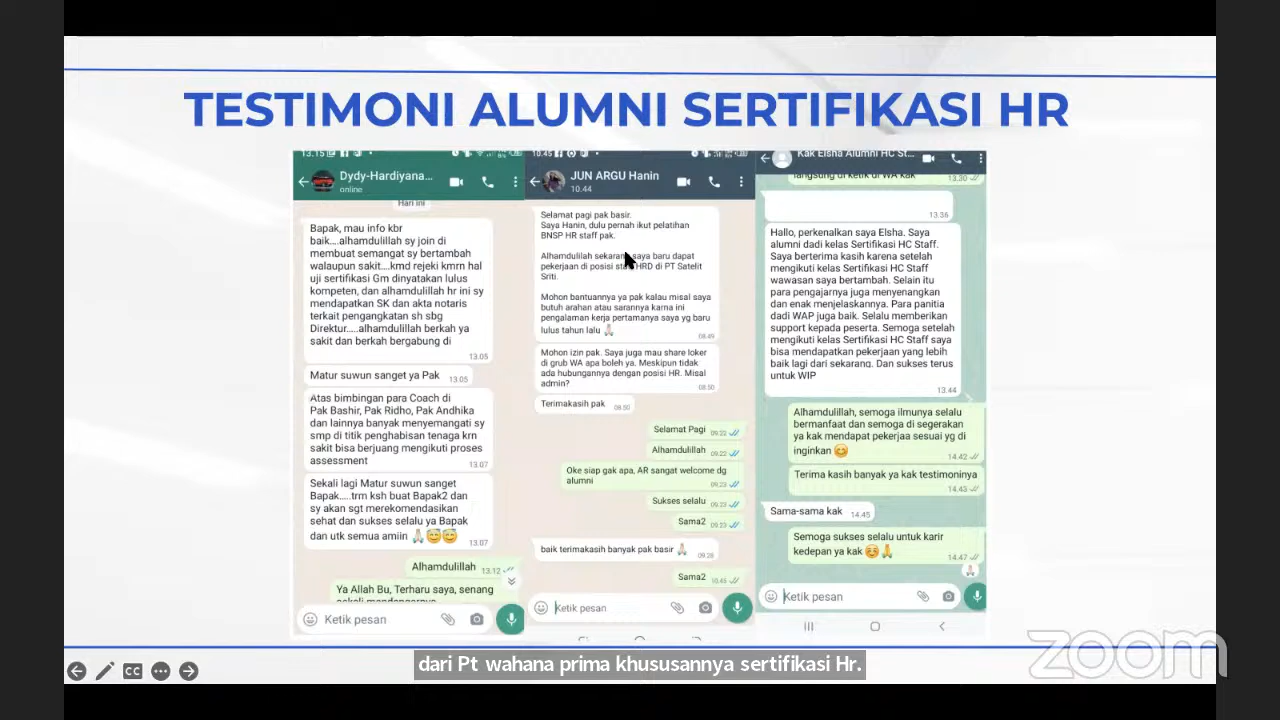 TESTIMONI ALUMNI SERTIFIKASI HR
13.15
Dydy-Hardiyana...
online
Hari ini
Bapak, mau info kbr
baik....alhamdulillah sy join di
membuat semangat sy bertambah
walaupun sakit....kmd rejeki kmrn hal
uji sertifikasi Gm dinyatakan lulus
kompeten, dan alhamdulillah hr ini sy
mendapatkan SK dan akta notaris
terkait pengangkatan sh sbg
Direktur.....alhamdulillah berkah ya
sakit dan berkah bergabung di
13.05
Matur suwun sanget ya Pak 13.05
Atas bimbingan para Coach di
Pak Bashir, Pak Ridho, Pak Andhika
dan lainnya banyak menyemangati sy
smp di titik penghabisan tenaga krn
sakit bisa berjuang mengikuti proses
assessment
13.07
Sekali lagi Matur suwun sanget
Bapak.....trm ksh buat Bapak2 dan
sy akan sgt merekomendasikan
sehat dan sukses selalu ya Bapak
dan utk semua amiin 🙏🏻😅😅
13.07
Alhamdulillah 13.12
Ya Allah Bu, Terharu saya, senang
Ketik pesan
10.45
JUN ARGU Hanin
10.44
Selamat pagi pak basir.
Saya Hanin, dulu pernah ikut pelatihan
BNSP HR staff pak.
Alhamdulilah sekarang saya baru dapat
pekerjaan di posisi HRD di PT Satelit
Sriti.
Mohon bantuannya ya pak kalau misal saya
butuh arahan atau sarannya karna ini
pengalaman kerja pertamanya saya yg baru
lulus tahun lalu 🙏🏻
08.49
Mohon izin pak. Saya juga mau share loker
di grub WA apa boleh ya. Meskipun tidak
ada hubungannya dengan posisi HR. Misal
admin?
08.50
Terimakasih pak 08.50
Selamat Pagi 09.22
Alhamdulillah 09.22
Oke siap gak apa, AR sangat welcome dg
alumni
09.23
Sukses selalu 09.23
Sama2 09.23
baik terimakasih banyak pak basir 🙏🏻 09.28
Sama2 10.45
Ketik pesan
Kak Elsha Alumni HC St...
langsung di ketik di WA kak
13.30
13.36
Hallo, perkenalkan saya Elsha. Saya
alumni dadi kelas Sertifikasi HC Staff.
Saya berterima kasih karena setelah
mengikuti kelas Sertifikasi HC Staff
wawasan saya bertambah. Selain itu
para pengajarnya juga menyenangkan
dan enak menjelaskannya. Para panitia
dadi WAP juga baik. Selalu memberikan
support kepada peserta. Semoga setelah
mengikuti kelas Sertifikasi HC Staff saya
bisa mendapatkan pekerjaan yang lebih
baik lagi dari sekarang. Dan sukses terus
untuk WIP
13.44
Alhamdulillah, semoga ilmunya selalu
bermanfaat dan semoga di segerakan
ya kak mendapat pekerjaa sesuai yg di
inginkan 😊
14.42
Terima kasih banyak ya kak testimoninya
14.43
Sama-sama kak 14.45
Semoga sukses selalu untuk karir
kedepan ya kak ☺️🙏
14.47
Ketik pesan
CC
dari Pt wahana prima khususannya sertifikasi Hr.
zoom